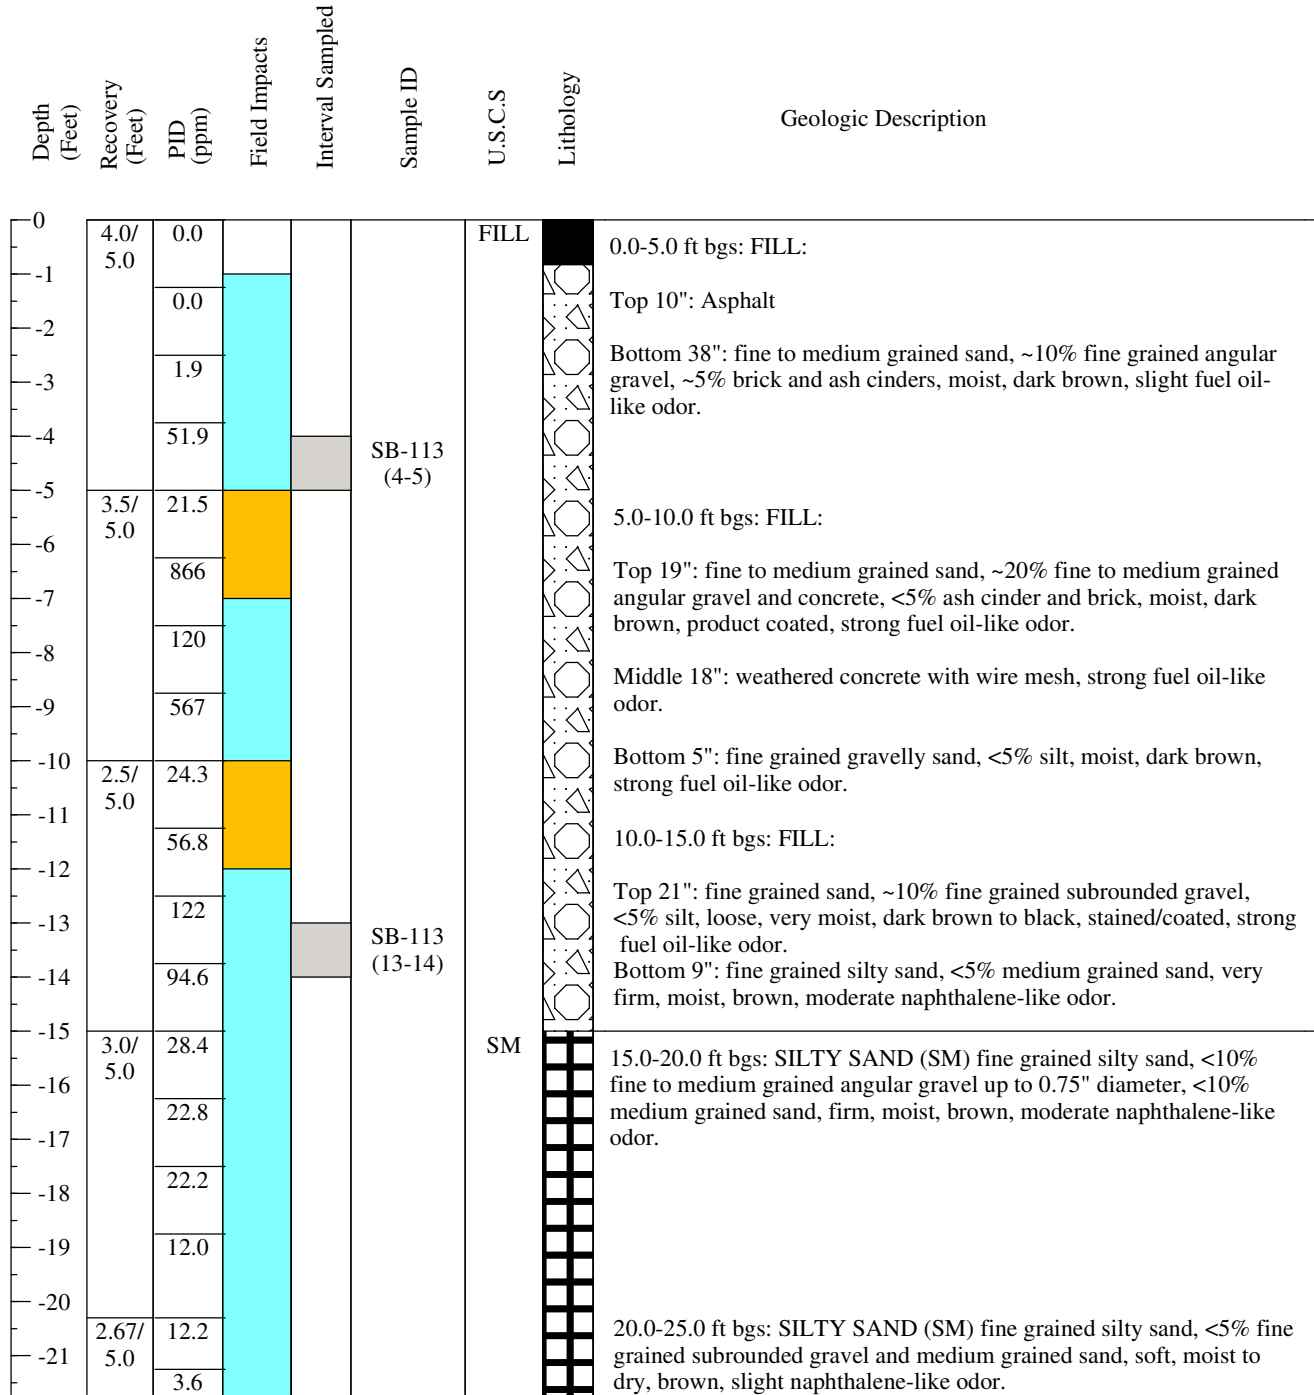 Depth
(Feet)
Recovery
(Feet)
PID
(ppm)
Field Impacts
Interval Sampled
Sample ID
U.S.C.S
Lithology
Geologic Description
0
-1
-2
-3
-4
-5
-6
-7
-8
-9
-10
-11
-12
-13
-14
-15
-16
-17
-18
-19
-20
-21
4.0/
5.0
3.5/
5.0
2.5/
5.0
3.0/
5.0
2.67/
5.0
0.0
0.0
1.9
51.9
21.5
866
120
567
24.3
56.8
122
94.6
28.4
22.8
22.2
12.0
12.2
3.6
SB-113
(4-5)
SB-113
(13-14)
FILL
SM
0.0-5.0 ft bgs: FILL:
Top 10": Asphalt
Bottom 38": fine to medium grained sand, ~10% fine grained angular
gravel, ~5% brick and ash cinders, moist, dark brown, slight fuel oil-
like odor.
5.0-10.0 ft bgs: FILL:
Top 19": fine to medium grained sand, ~20% fine to medium grained
angular gravel and concrete, <5% ash cinder and brick, moist, dark
brown, product coated, strong fuel oil-like odor.
Middle 18": weathered concrete with wire mesh, strong fuel oil-like
odor.
Bottom 5": fine grained gravelly sand, <5% silt, moist, dark brown,
strong fuel oil-like odor.
10.0-15.0 ft bgs: FILL:
Top 21": fine grained sand, ~10% fine grained subrounded gravel,
<5% silt, loose, very moist, dark brown to black, stained/coated, strong
fuel oil-like odor.
Bottom 9": fine grained silty sand, <5% medium grained sand, very
firm, moist, brown, moderate naphthalene-like odor.
15.0-20.0 ft bgs: SILTY SAND (SM) fine grained silty sand, <10%
fine to medium grained angular gravel up to 0.75" diameter, <10%
medium grained sand, firm, moist, brown, moderate naphthalene-like
odor.
20.0-25.0 ft bgs: SILTY SAND (SM) fine grained silty sand, <5% fine
grained subrounded gravel and medium grained sand, soft, moist to
dry, brown, slight naphthalene-like odor.